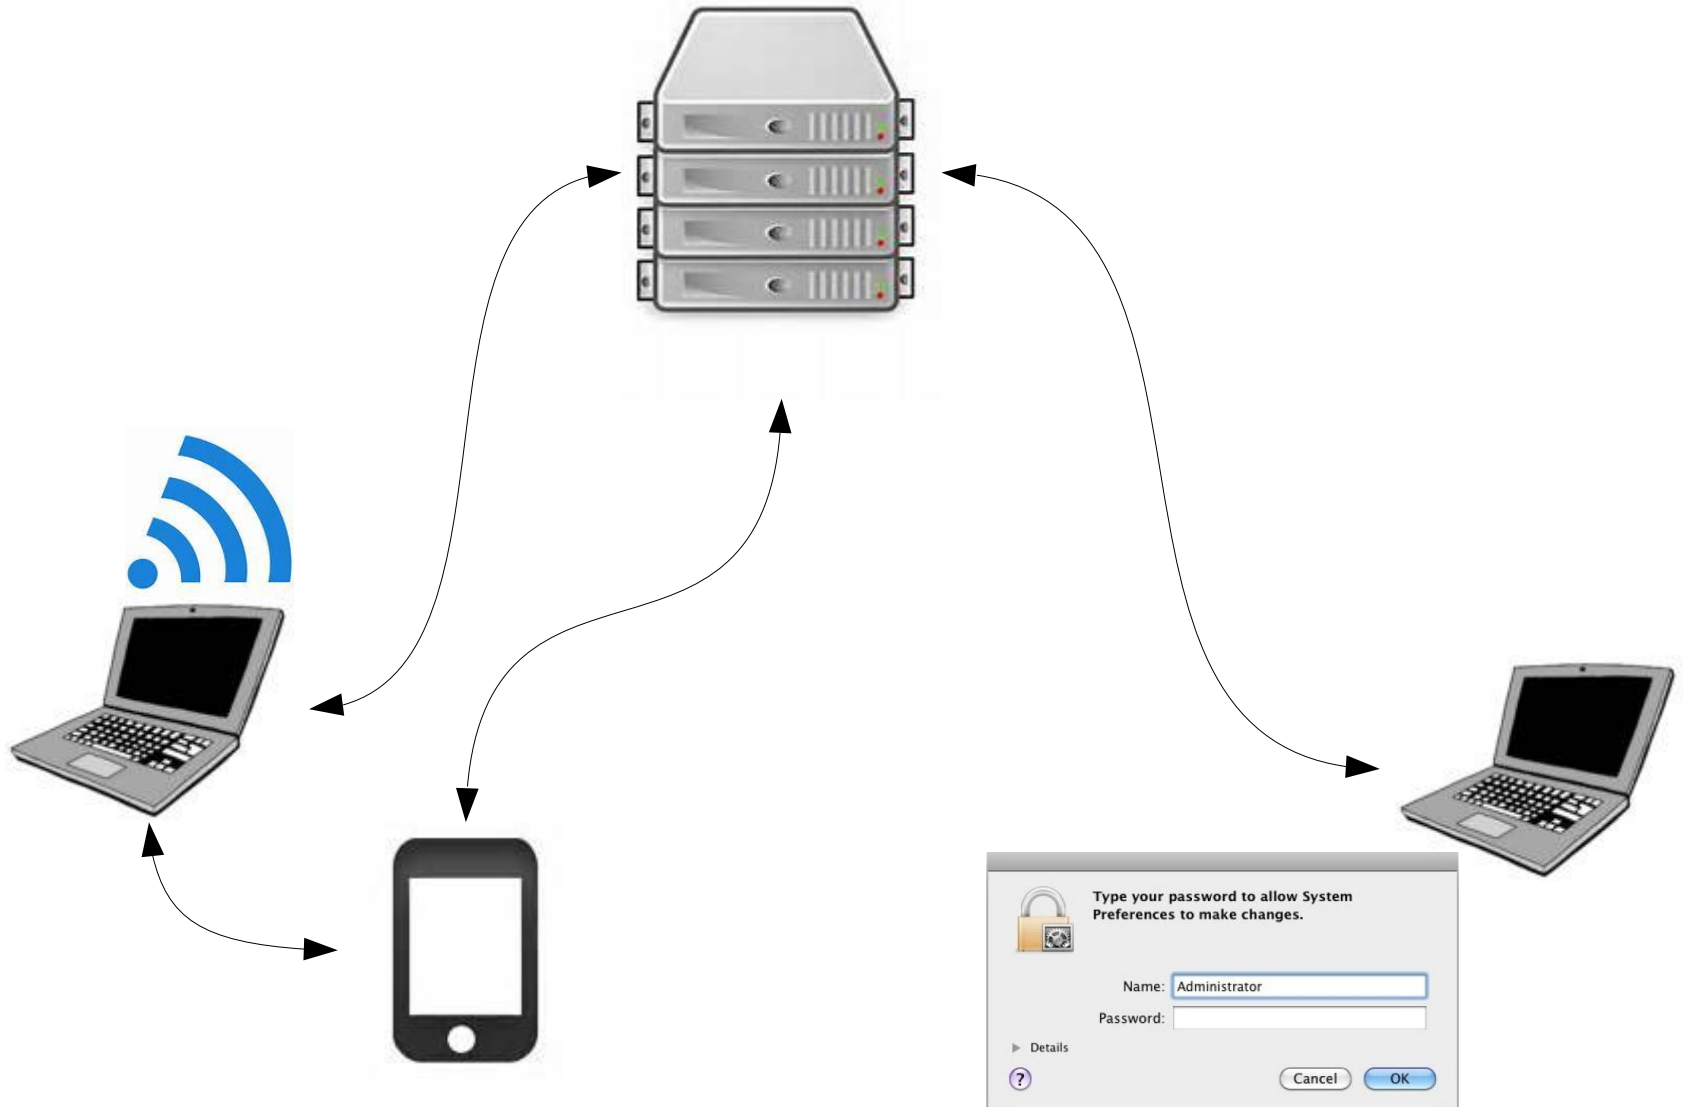 Type your password to allow System
Preferences to make changes.
Name: Administrator
Password:
Details
?
Cancel OK